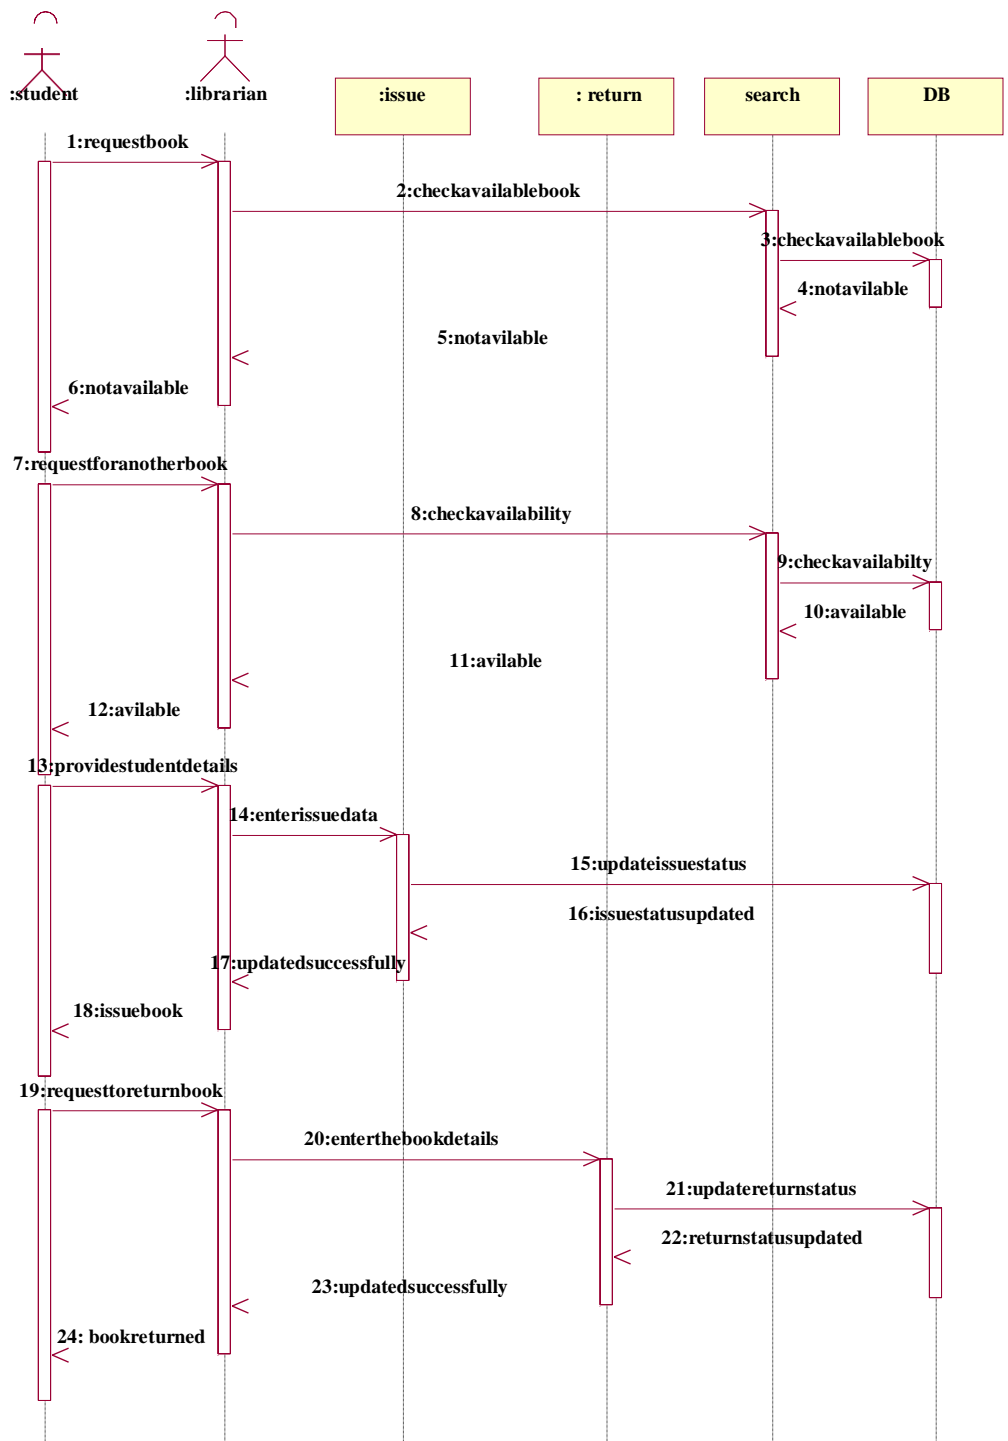 :student
:librarian
:issue
: return
search
DB
1:requestbook
2:checkavailablebook
3:checkavailablebook
4:notavilable
5:notavilable
6:notavailable
7:requestforanotherbook
8:checkavailability
9:checkavailabilty
10:available
11:avilable
12:avilable
13:providestudentdetails
14:enterissuedata
15:updateissuestatus
16:issuestatusupdated
17:updatedsuccessfully
18:issuebook
19:requesttoreturnbook
20:enterthebookdetails
21:updatereturnstatus
22:returnstatusupdated
23:updatedsuccessfully
24: bookreturned